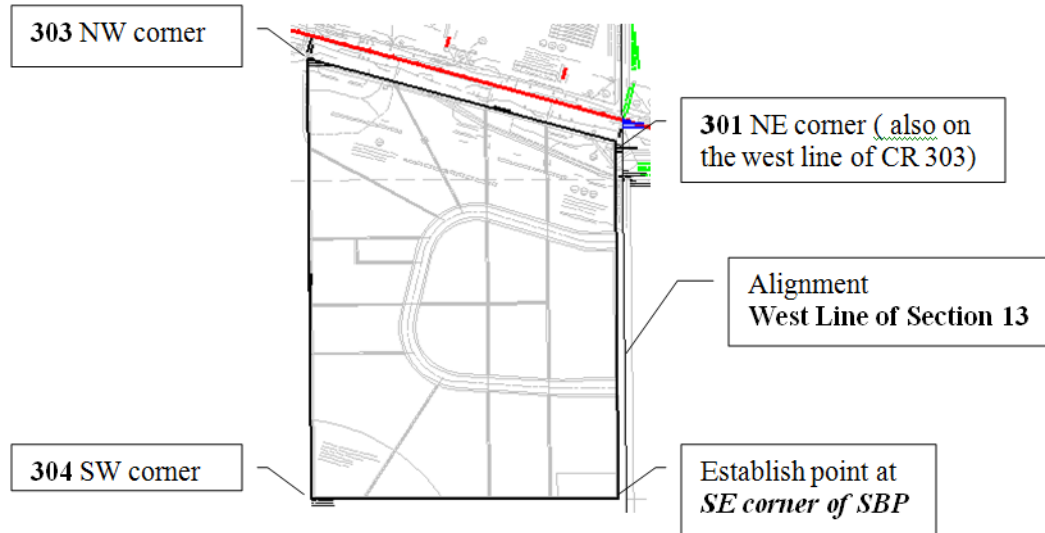 303 NW corner
301 NE corner ( also on
the west line of CR 303)
Alignment
West Line of Section 13
304 SW corner
Establish point at
SE corner of SBP